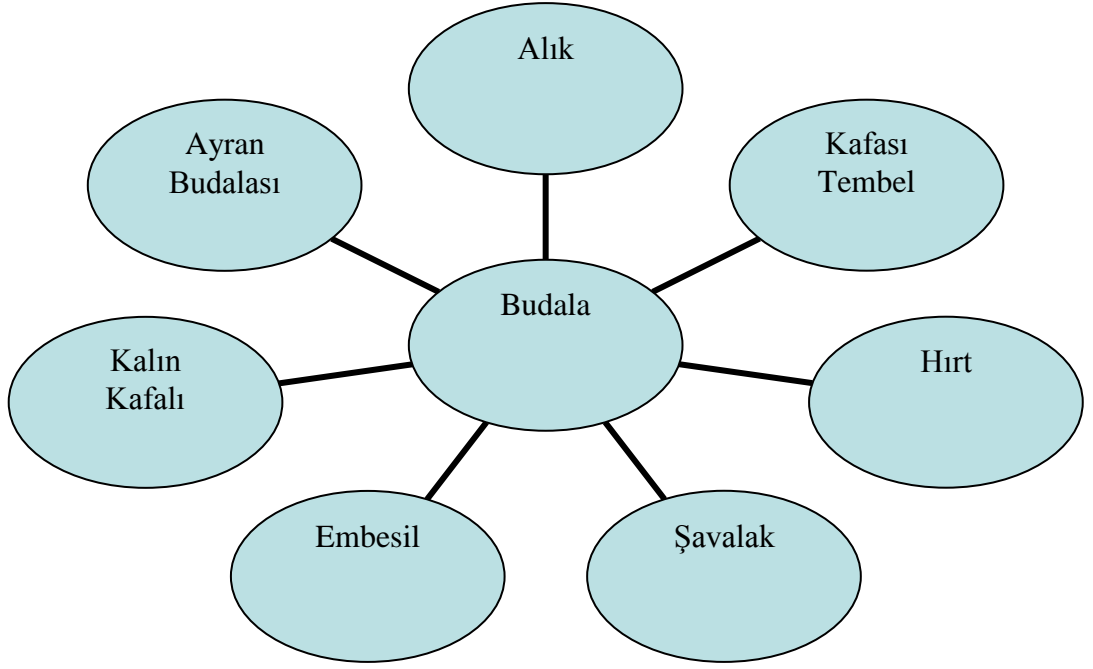 Alık
Ayran
Budalası
Kafası
Tembel
Budala
Kalın
Kafalı
Hırt
Embesil
Şavalak